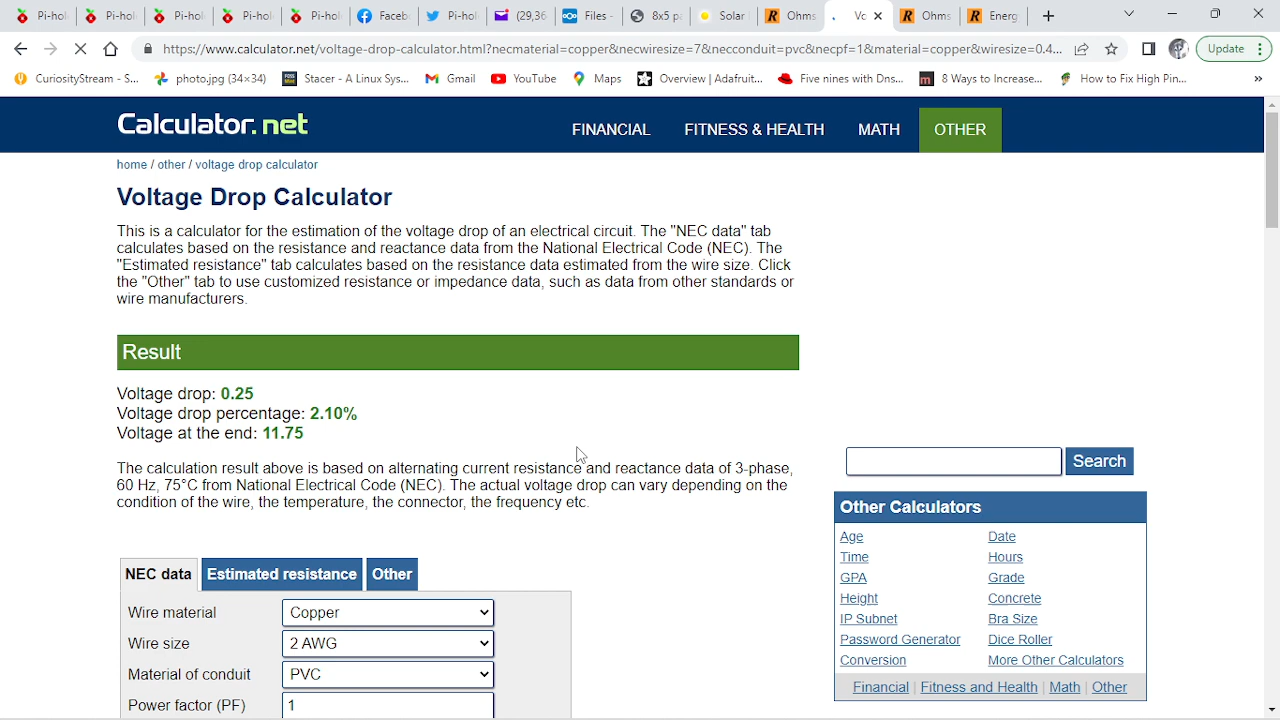 Pi-hol
Pi-hol
Pi-hol
Pi-hol
Pi-hol
Faceb
Pi-hol
(29,36
Files -
8x5 p
Solar
Ohms
Vo
Ohms
Energ
https://www.calculator.net/voltage-drop-calculator.html?necmaterial=copper&necwiresize=7&necconduit=pvc&necpf=1&material=copper&wiresize=0.4...
Update
CuriosityStream - S...
photo.jpg (34×34)
Stacer - A Linux Sys...
Gmail
YouTube
Maps
Overview | Adafruit...
Five nines with Dns...
8 Ways to Increase...
How to Fix High Pin...
»
Calculator.net
FINANCIAL
FITNESS & HEALTH
MATH
OTHER
home / other / voltage drop calculator
Voltage Drop Calculator
This is a calculator for the estimation of the voltage drop of an electrical circuit. The "NEC data" tab
calculates based on the resistance and reactance data from the National Electrical Code (NEC). The
"Estimated resistance" tab calculates based on the resistance data estimated from the wire size. Click
the "Other" tab to use customized resistance or impedance data, such as data from other standards or
wire manufacturers.
Result
Voltage drop: 0.25
Voltage drop percentage: 2.10%
Voltage at the end: 11.75
The calculation result above is based on alternating current resistance and reactance data of 3-phase,
60 Hz, 75°C from National Electrical Code (NEC). The actual voltage drop can vary depending on the
condition of the wire, the temperature, the connector, the frequency etc.
NEC data
Estimated resistance
Other
Wire material
Copper
Wire size
2 AWG
Material of conduit
PVC
Power factor (PF)
1
Search
Other Calculators
Age
Date
Time
Hours
GPA
Grade
Height
Concrete
IP Subnet
Bra Size
Password Generator
Dice Roller
Conversion
More Other Calculators
Financial | Fitness and Health | Math | Other